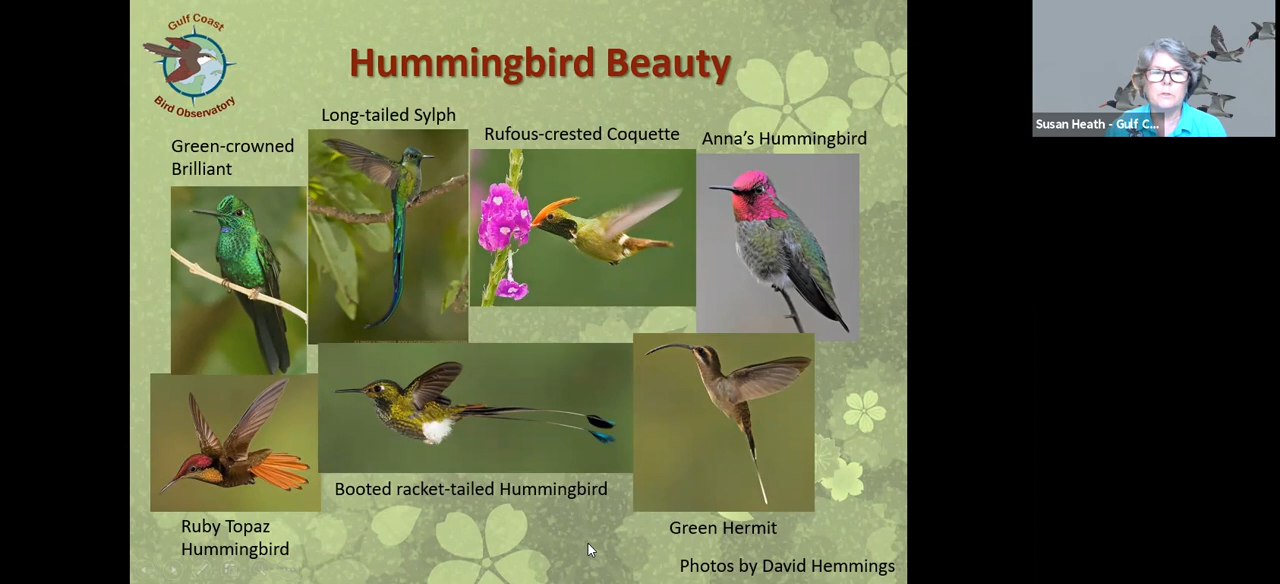 Gulf Coast
Bird Observatory
Hummingbird Beauty
Long-tailed Sylph
Rufous-crested Coquette
Anna's Hummingbird
Green-crowned
Brilliant
Booted racket-tailed Hummingbird
Ruby Topaz
Hummingbird
Green Hermit
Photos by David Hemmings
Susan Heath - Gulf C...